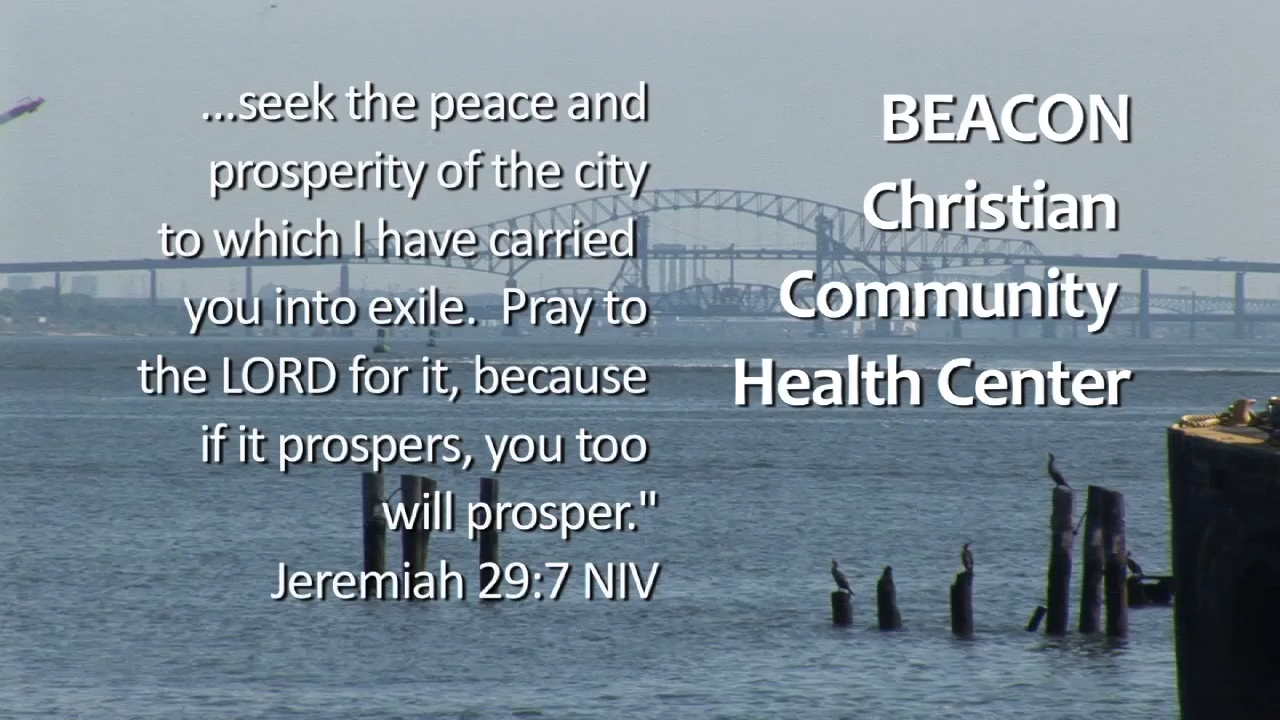 ...seek the peace and
prosperity of the city
to which I have carried
you into exile.  Pray to
the LORD for it, because
if it prospers, you too
will prosper."
Jeremiah 29:7 NIV
BEACON
Christian
Community
Health Center